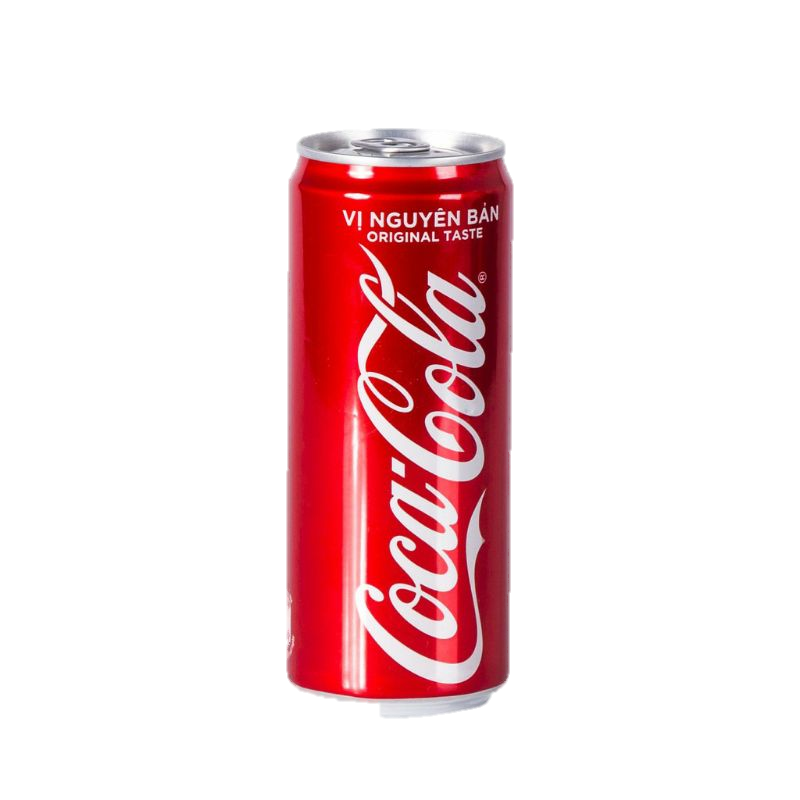 VỊ NGUYÊN BẢN
ORIGINAL TASTE
Coca-Cola
®